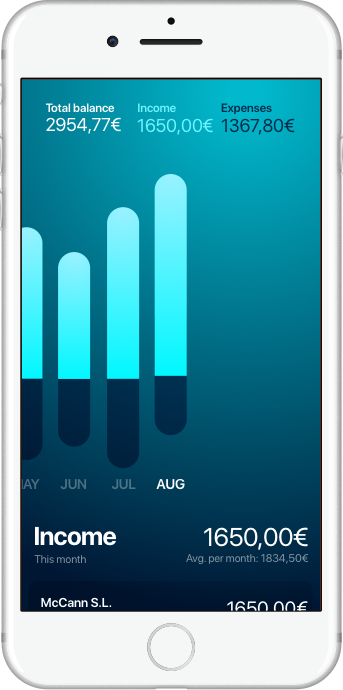 Total balance Income Expenses
2954,77€ 1650,00€ 1367,80€
JUN JUL AUG
Income 1650,00€
This month Avg. per month: 1834,50€
McCann S.L. 1650,00€